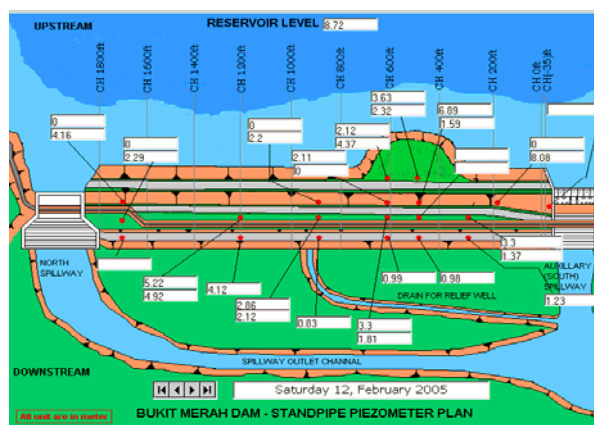 UPSTREAM
RESERVOIR LEVEL 8.72
CH 1800ft
CH 1600ft
CH 1400ft
CH 1200ft
CH 1000ft
CH 800ft
CH 600ft
CH 400ft
CH 200ft
CH 0ft
CH(-35)ft
3.63
2.32
6.89
1.59
0
4.16
0
2.2
2.12
4.37
0
2.29
2.11
0
0
8.08
3.3
1.37
NORTH
SPILLWAY
5.22
4.92
4.12
2.86
2.12
0.83
0.99
0.98
3.3
1.81
AUXILLARY
(SOUTH)
SPILLWAY
1.23
DRAIN FOR RELIEF WELL
SPILLWAY OUTLET CHANNAL
DOWNSTREAM
Saturday 12, February 2005
All unit are in meter
BUKIT MERAH DAM - STANDPIPE PIEZOMETER PLAN